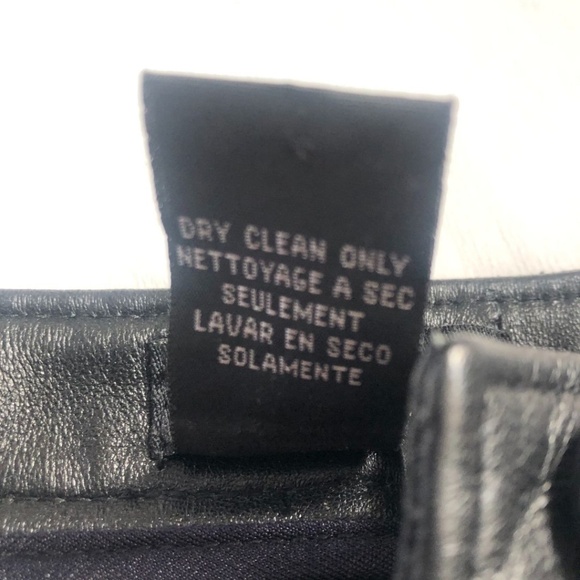 DRY CLEAN ONLY
NETTOYAGE A SEC
SEULEMENT
LAVAR EN SECO
SOLAMENTE